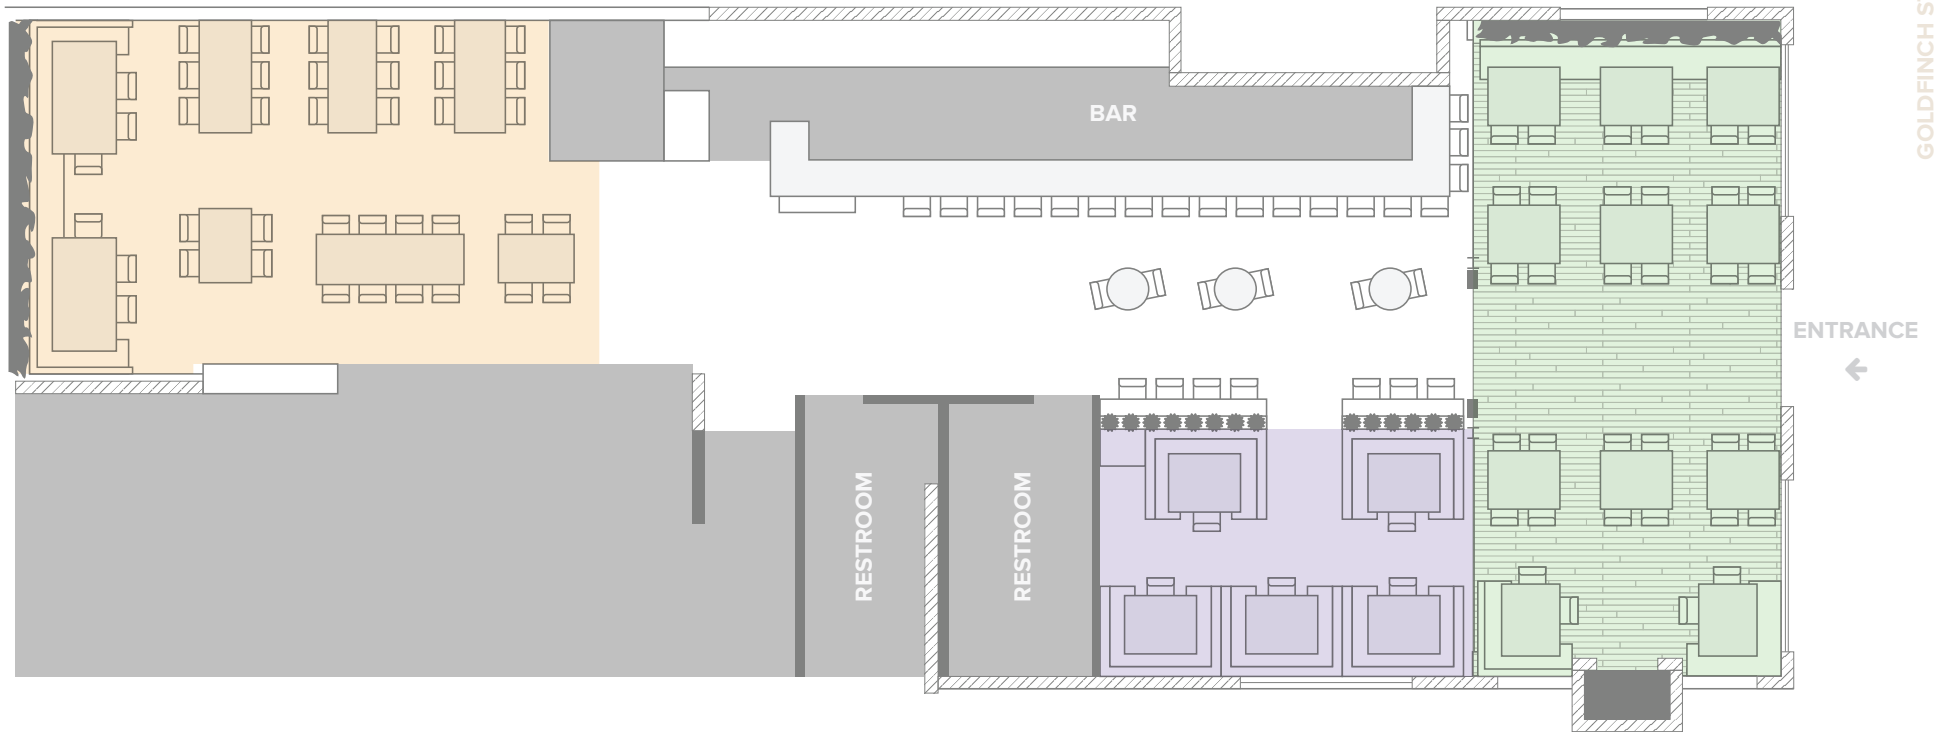 BAR
GOLDFINCH S
ENTRANCE
RESTROOM
RESTROOM